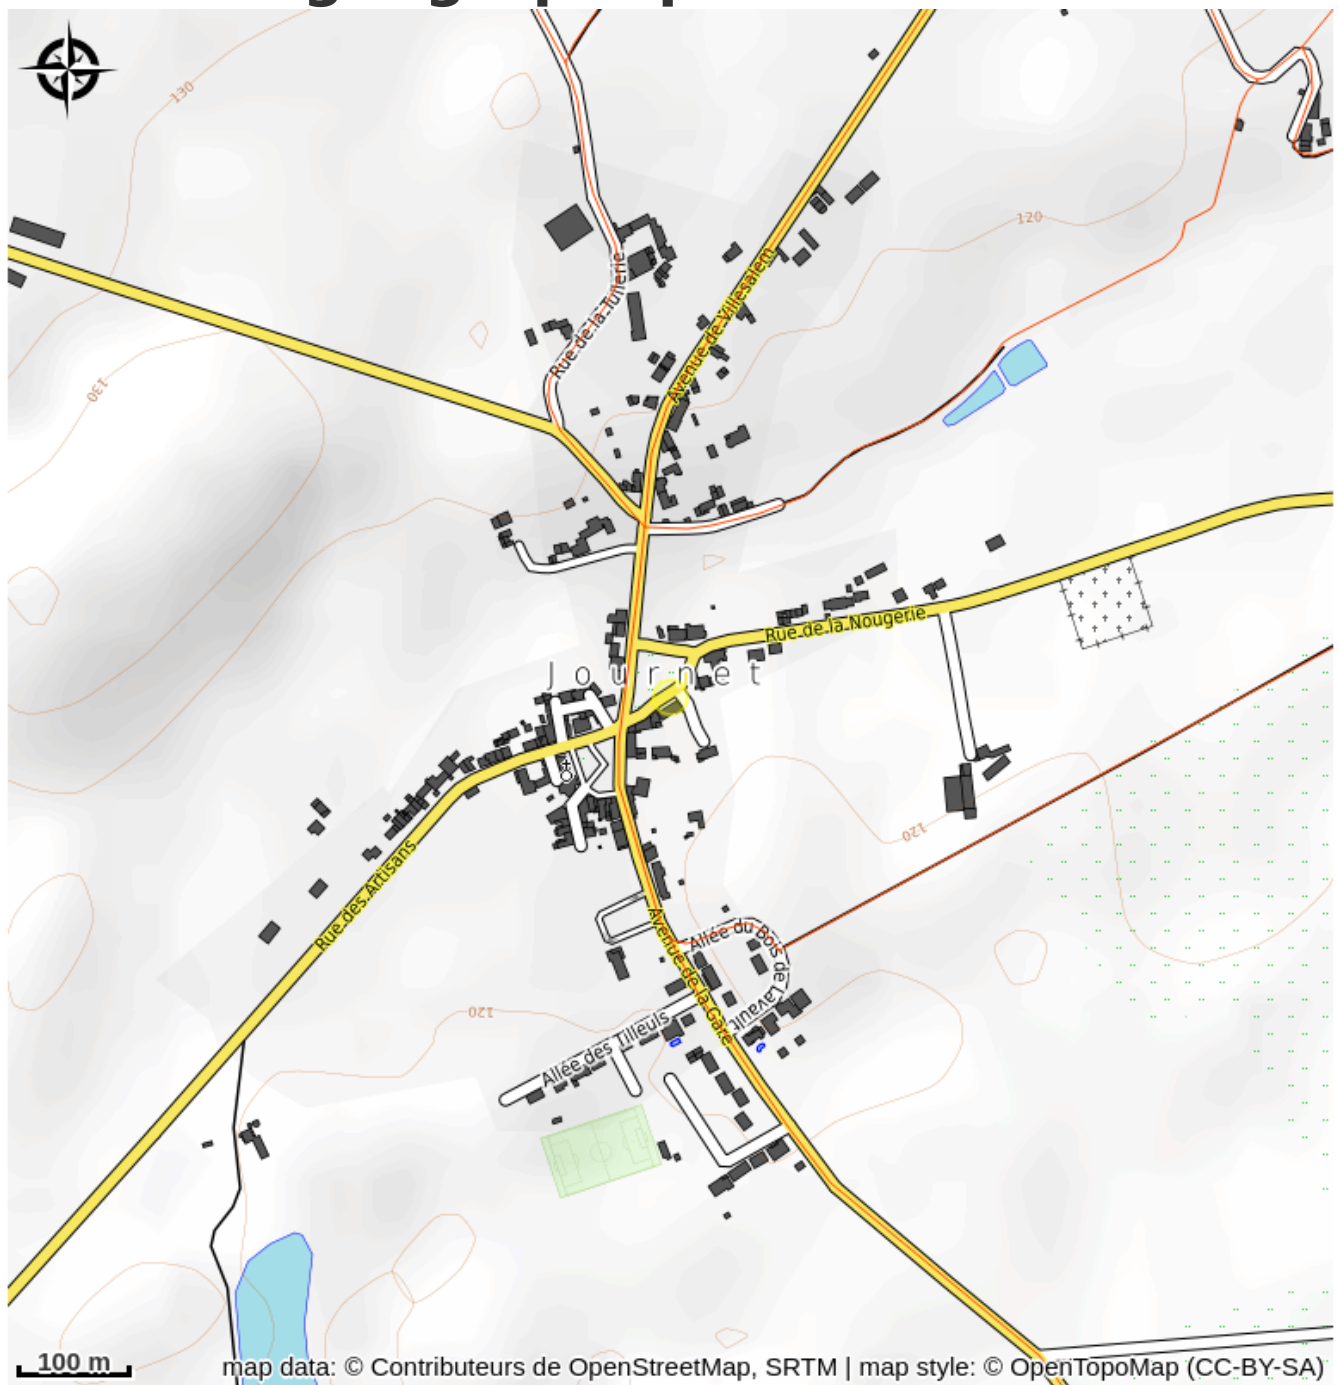 130
120
Rue de la Tuilerie
Avenue de Villesalem
130
Rue de la Nougerie
Journet
120
Rue des Artisans
Avenue de la Gare
Allée du Bois de Lavault
120
Allée des Tilleuls
100 m
map data: © Contributeurs de OpenStreetMap, SRTM | map style: © OpenTopoMap (CC-BY-SA)